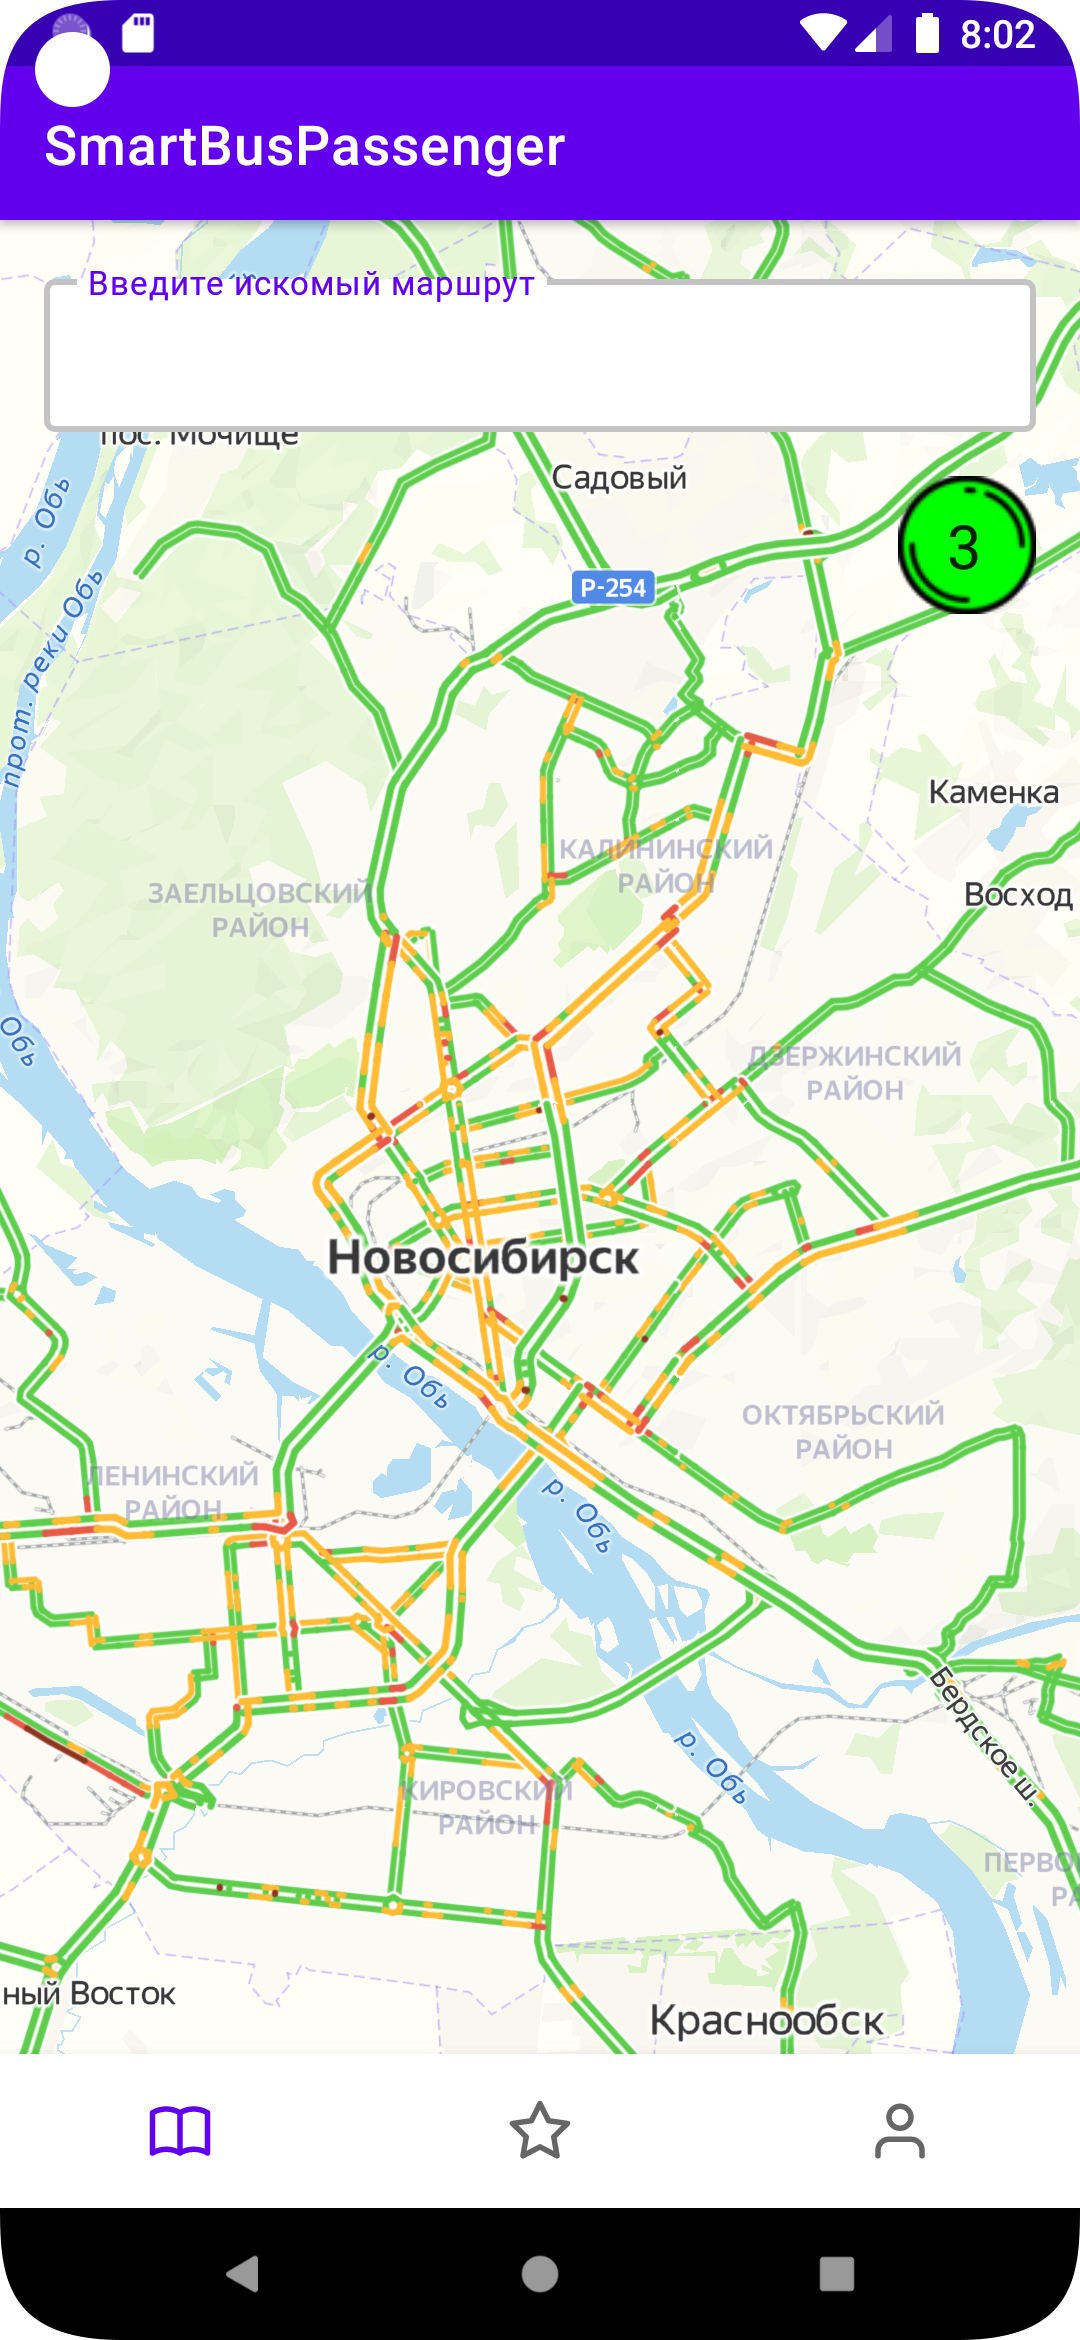 8:02
SmartBusPassenger
Введите искомый маршрут
пос. Мочище
Садовый
р. Обь
3
Р-254
прот. реки Обь
Каменка
КАЛИНИНСКИЙ
РАЙОН
ЗАЕЛЬЦОВСКИЙ
РАЙОН
Восход
Обь
ДЗЕРЖИНСКИЙ
РАЙОН
Новосибирск
р. Обь
ОКТЯБРЬСКИЙ
РАЙОН
ЛЕНИНСКИЙ
РАЙОН
р. Обь
Бердское ш.
р. Обь
КИРОВСКИЙ
РАЙОН
ПЕРВО
РА
ный Восток
Краснообск